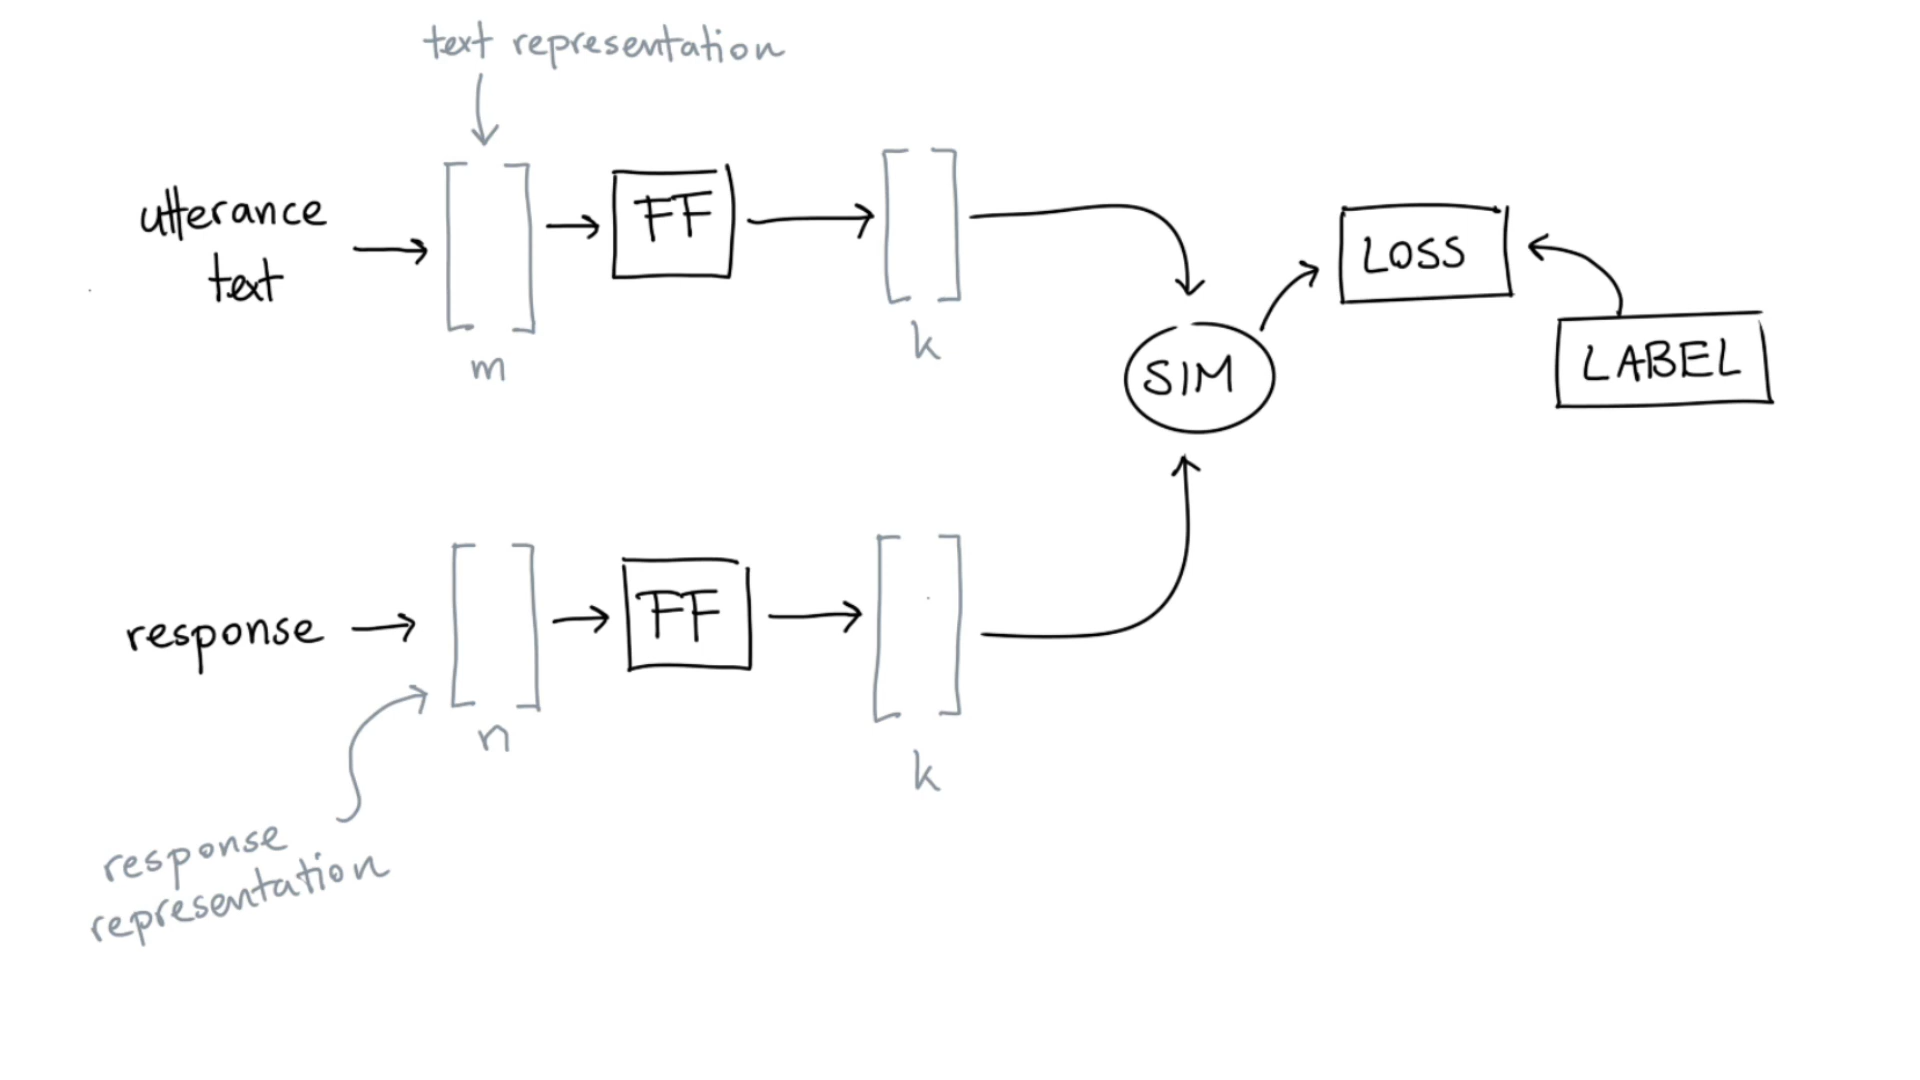 text representation
utterance
text
m
FF
k
SIM
LOSS
LABEL
response
n
FF
k
response
representation